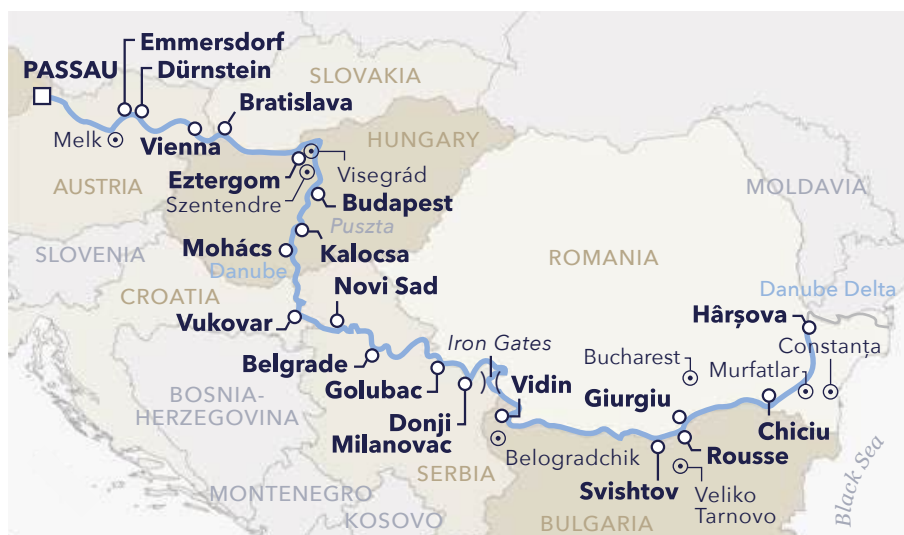 Emmersdorf
PASSAU
Dürnstein
SLOVAKIA
Bratislava
Melk
Vienna
HUNGARY
AUSTRIA
Eztergom
Visegrád
Szentendre
Budapest
MOLDAVIA
Puszta
SLOVENIA
Mohács
Kalocsa
Danube
ROMANIA
CROATIA
Novi Sad
Danube Delta
Vukovar
Hârșova
Iron Gates
Belgrade
Bucharest
Constanța
Golubac
Murfatlar
BOSNIA-
HERZEGOVINA
Vidin
Giurgiu
Donji
Milanovac
Chiciu
Belogradchik
Rousse
SERBIA
Svishtov
Veliko
Tarnovo
MONTENEGRO
KOSOVO
BULGARIA
Black Sea